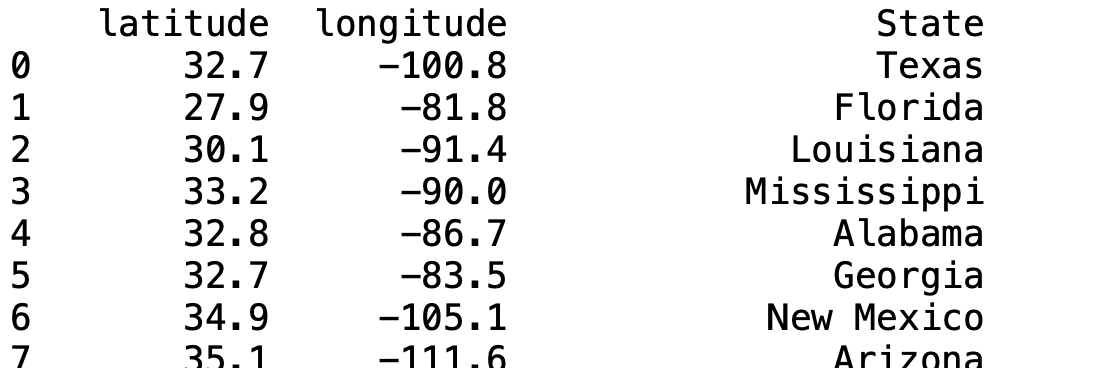 latitude longitude State
0 32.7 -100.8 Texas
1 27.9 -81.8 Florida
2 30.1 -91.4 Louisiana
3 33.2 -90.0 Mississippi
4 32.8 -86.7 Alabama
5 32.7 -83.5 Georgia
6 34.9 -105.1 New Mexico
7 35.1 -111.6 Arizona